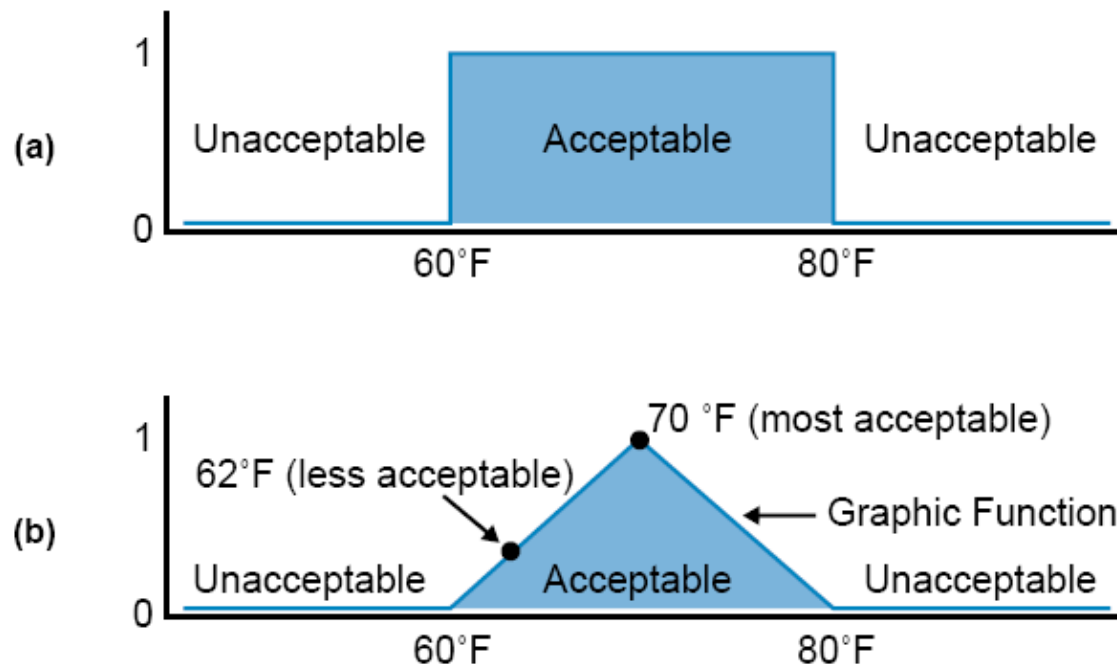 1
(a)
Unacceptable Acceptable Unacceptable
0
60°F 80°F
70 °F (most acceptable)
1
62°F (less acceptable)
Graphic Function
(b)
Unacceptable Acceptable Unacceptable
0
60°F 80°F